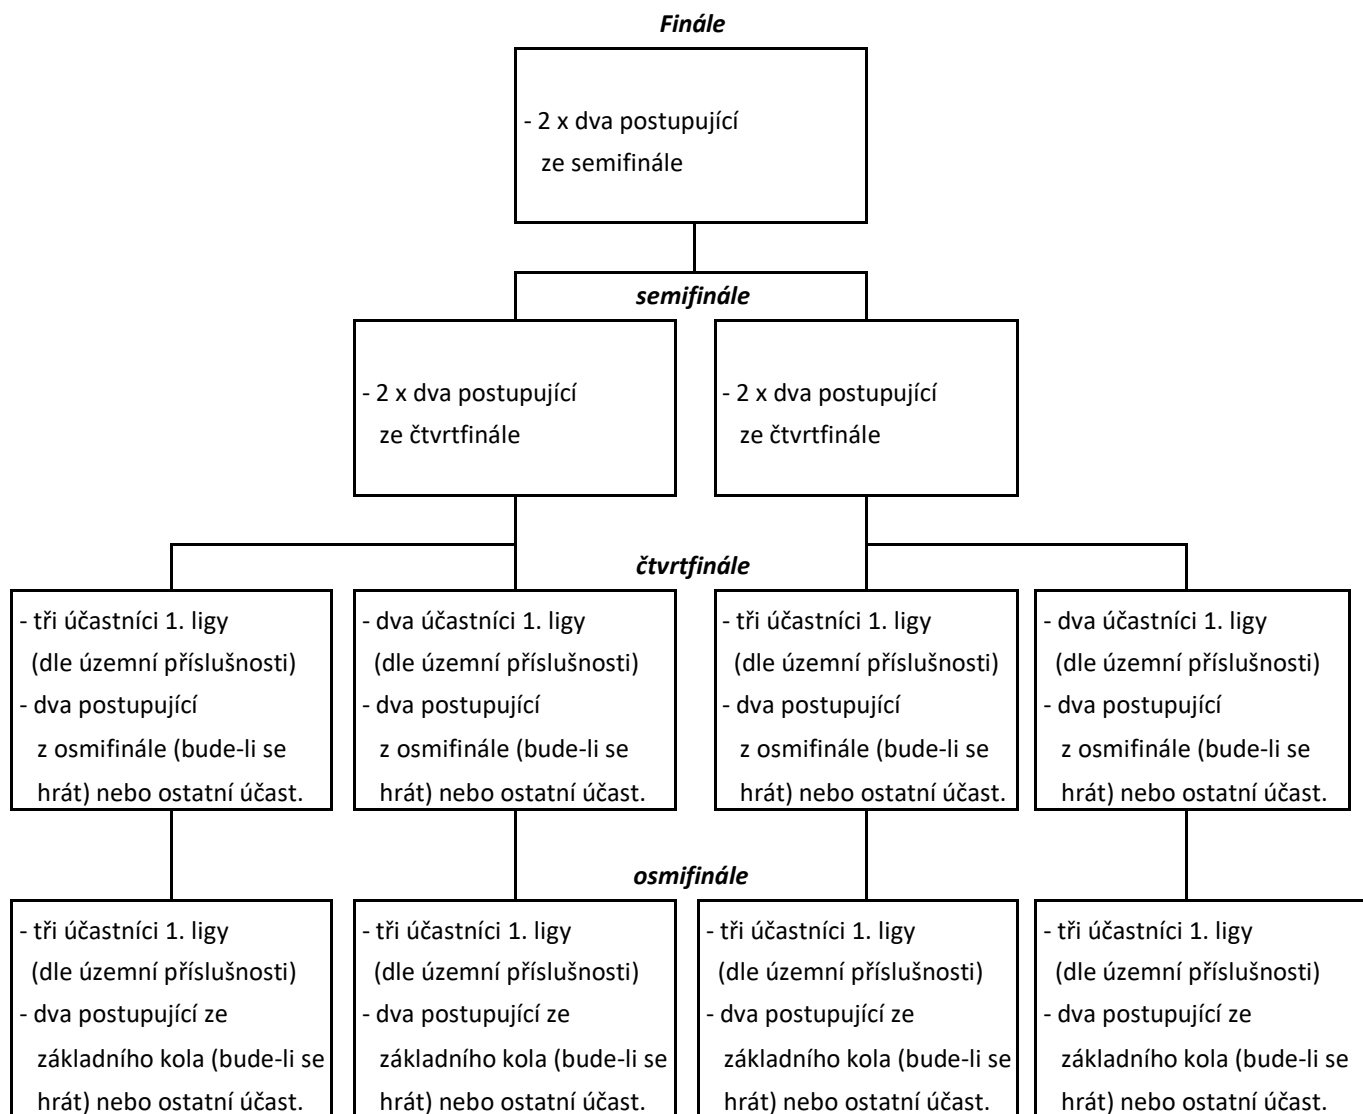 Finále
- 2 x dva postupující
ze semifinále
semifinále
- 2 x dva postupující
ze čtvrtfinále
- 2 x dva postupující
ze čtvrtfinále
čtvrtfinále
- tři účastníci 1. ligy
(dle územní příslušnosti)
- dva postupující
z osmifinále (bude-li se
hrát) nebo ostatní účast.
- dva účastníci 1. ligy
(dle územní příslušnosti)
- dva postupující
z osmifinále (bude-li se
hrát) nebo ostatní účast.
- tři účastníci 1. ligy
(dle územní příslušnosti)
- dva postupující
z osmifinále (bude-li se
hrát) nebo ostatní účast.
- dva účastníci 1. ligy
(dle územní příslušnosti)
- dva postupující
z osmifinále (bude-li se
hrát) nebo ostatní účast.
osmifinále
- tři účastníci 1. ligy
(dle územní příslušnosti)
- dva postupující ze
základního kola (bude-li se
hrát) nebo ostatní účast.
- tři účastníci 1. ligy
(dle územní příslušnosti)
- dva postupující ze
základního kola (bude-li se
hrát) nebo ostatní účast.
- tři účastníci 1. ligy
(dle územní příslušnosti)
- dva postupující ze
základního kola (bude-li se
hrát) nebo ostatní účast.
- tři účastníci 1. ligy
(dle územní příslušnosti)
- dva postupující ze
základního kola (bude-li se
hrát) nebo ostatní účast.